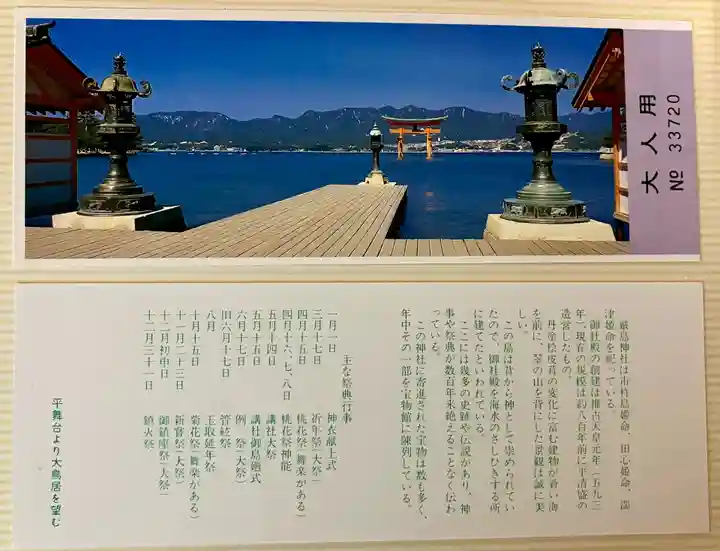 大人用
№ 33720
厳島神社は市杵島姫命、田心姫命、湍
津姫命を祀っている。
御社殿の創建は推古天皇元年(五九三
年)、現在の規模は約八百年前に平清盛の
造営したもの。
丹塗桧皮葺の変化に富む建物が蒼い海
を前に、翠の山を背にした景観は誠に美
しい。
この島は昔から神として崇められてい
たので、御社殿を海水のさしひきする所
に建てたといわれている。
ここには幾多の史跡や伝説があり、神
事や祭典が数百年来絶えることなく伝わ
っている。
この神社に寄進された宝物は数も多く、
年中その一部を宝物館に陳列している。
主な祭典行事
一月一日 神衣献上式
三月十七日 祈年祭(大祭)
四月十五日 桃花祭(舞楽がある)
四月十六、七、八日 桃花祭神能
五月十四日 講社大祭
五月十五日 講社御島廻式
六月十七日 例祭(大祭)
旧六月十七日 管絃祭
八月 玉取延年祭
十月十五日 菊花祭(舞楽がある)
十一月二十三日 新嘗祭(大祭)
十二月初申日 御鎮座祭(大祭)
十二月三十一日 鎮火祭
平舞台より大鳥居を望む